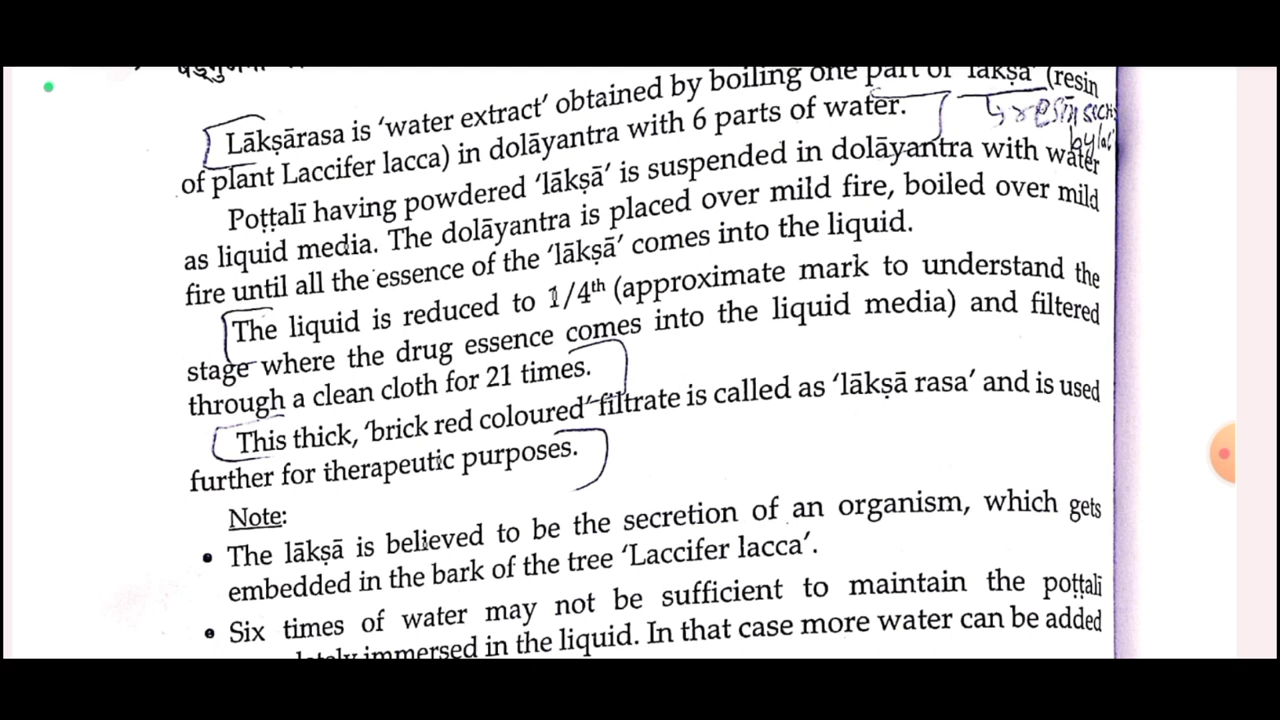 Lākṣārasa is ‘water extract’ obtained by boiling one part of ‘lākṣā’ (resin
↳ resin
by lac
of plant Laccifer lacca) in dolāyantra with 6 parts of water.
Poṭṭalī having powdered ‘lākṣā’ is suspended in dolāyantra with water
as liquid media. The dolāyantra is placed over mild fire, boiled over mild
fire until all the essence of the ‘lākṣā’ comes into the liquid.
The liquid is reduced to 1/4th (approximate mark to understand the
stage where the drug essence comes into the liquid media) and filtered
through a clean cloth for 21 times.
This thick, ‘brick red coloured’ filtrate is called as ‘lākṣā rasa’ and is used
further for therapeutic purposes.
Note:
• The lākṣā is believed to be the secretion of an organism, which gets
embedded in the bark of the tree ‘Laccifer lacca’.
• Six times of water may not be sufficient to maintain the poṭṭalī
immersed in the liquid. In that case more water can be added